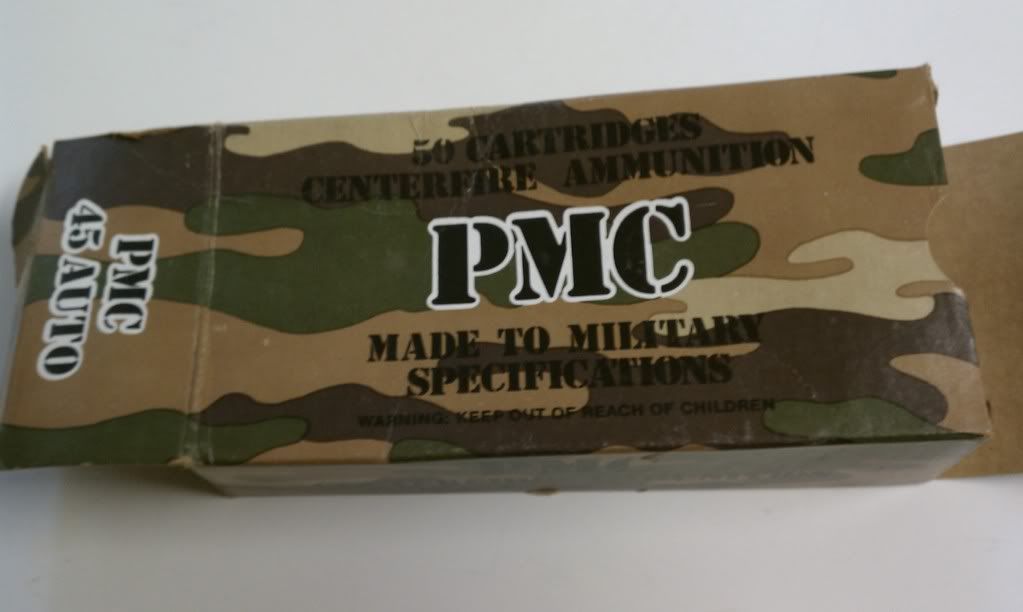 50 CARTRIDGES
CENTERFIRE AMMUNITION
PMC
MADE TO MILITARY
SPECIFICATIONS
WARNING: KEEP OUT OF REACH OF CHILDREN
PMC
45 AUTO